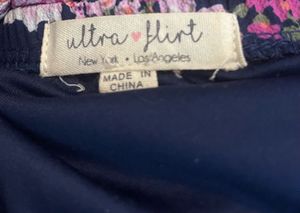 ultra flirt
New York • Los Angeles
MADE IN
CHINA